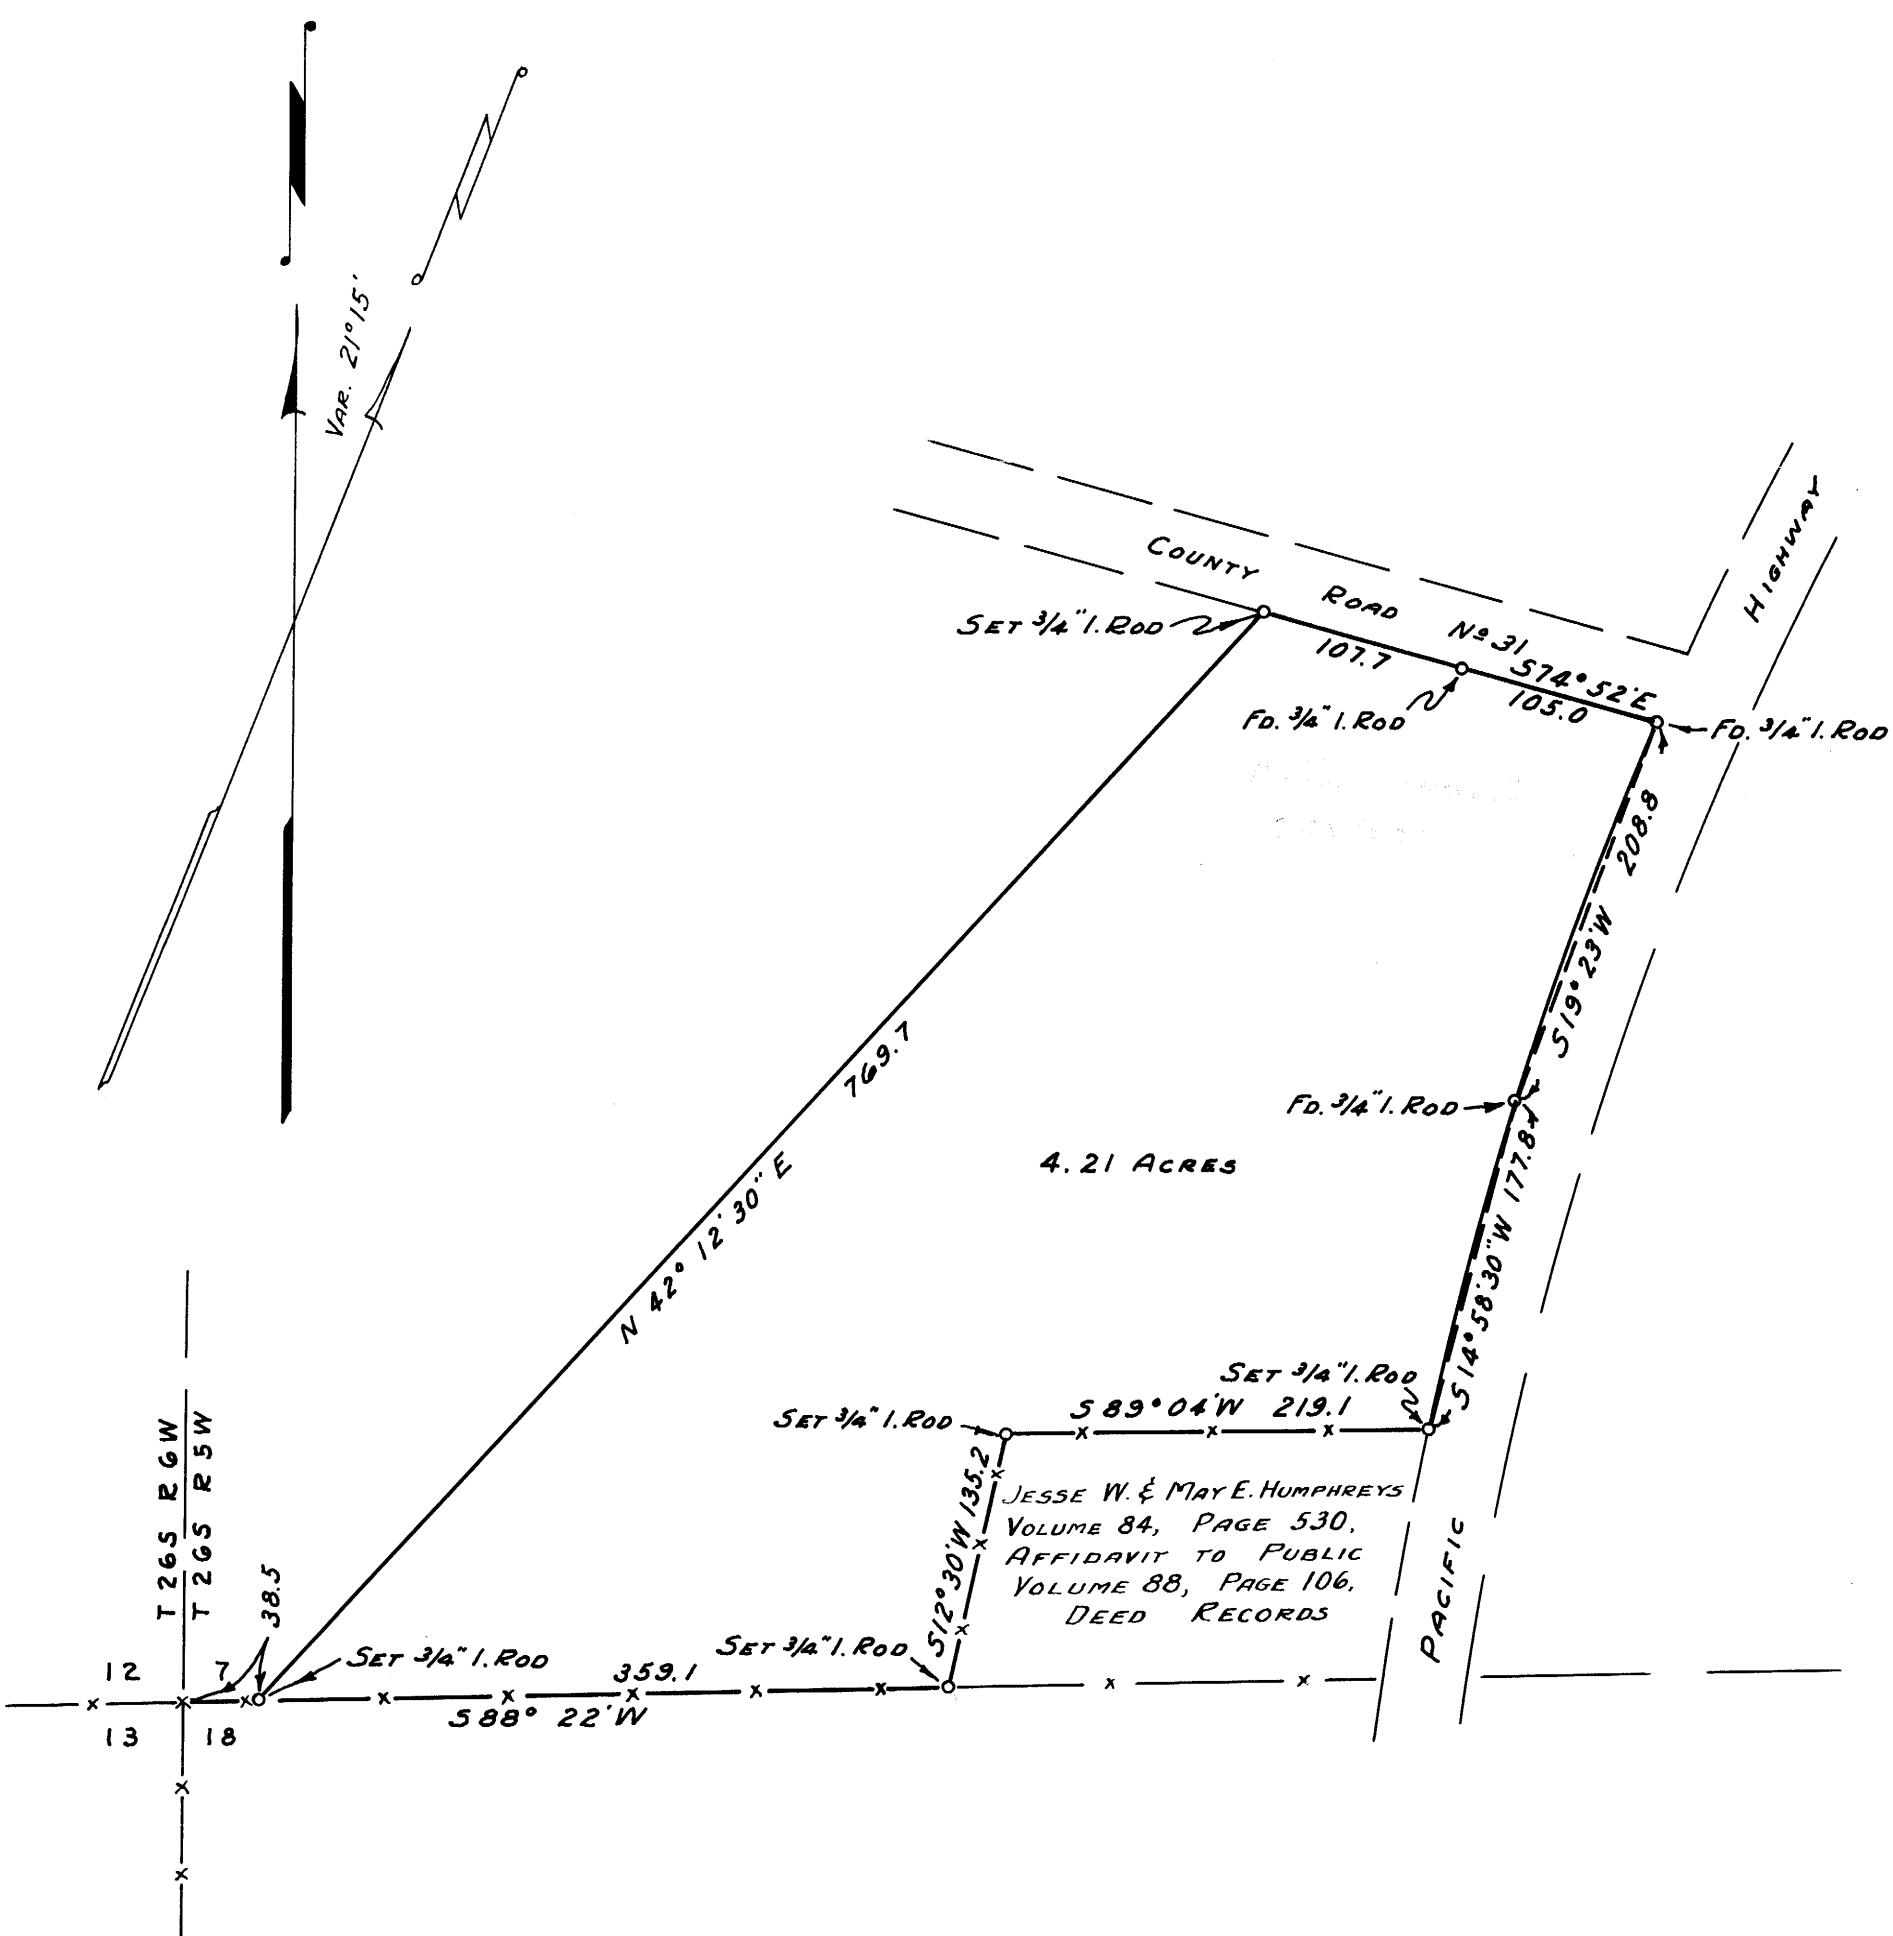 VAR. 21°15'
HIGHWAY
COUNTY ROAD Nº 31
SET 3/4" I. ROD
107.7
S74°52'E
105.0
FD. 3/4" I. ROD
FD. 3/4" I. ROD
208.8
S19°23'W
769.7
FD. 3/4" I. ROD
4.21 ACRES
177.8
S14°58'30"W
N 42° 12' 30" E
SET 3/4" I. ROD
S 89°04'W 219.1
SET 3/4" I. ROD
S12°30'W 135.2
JESSE W. & MAY E. HUMPHREYS
VOLUME 84, PAGE 530.
AFFIDAVIT TO PUBLIC
VOLUME 88, PAGE 106.
DEED RECORDS
PACIFIC
T 26S R 6W
T 26S R 5W
38.5
SET 3/4" I. ROD
SET 3/4" I. ROD
359.1
12 7
S 88° 22' W
13 18